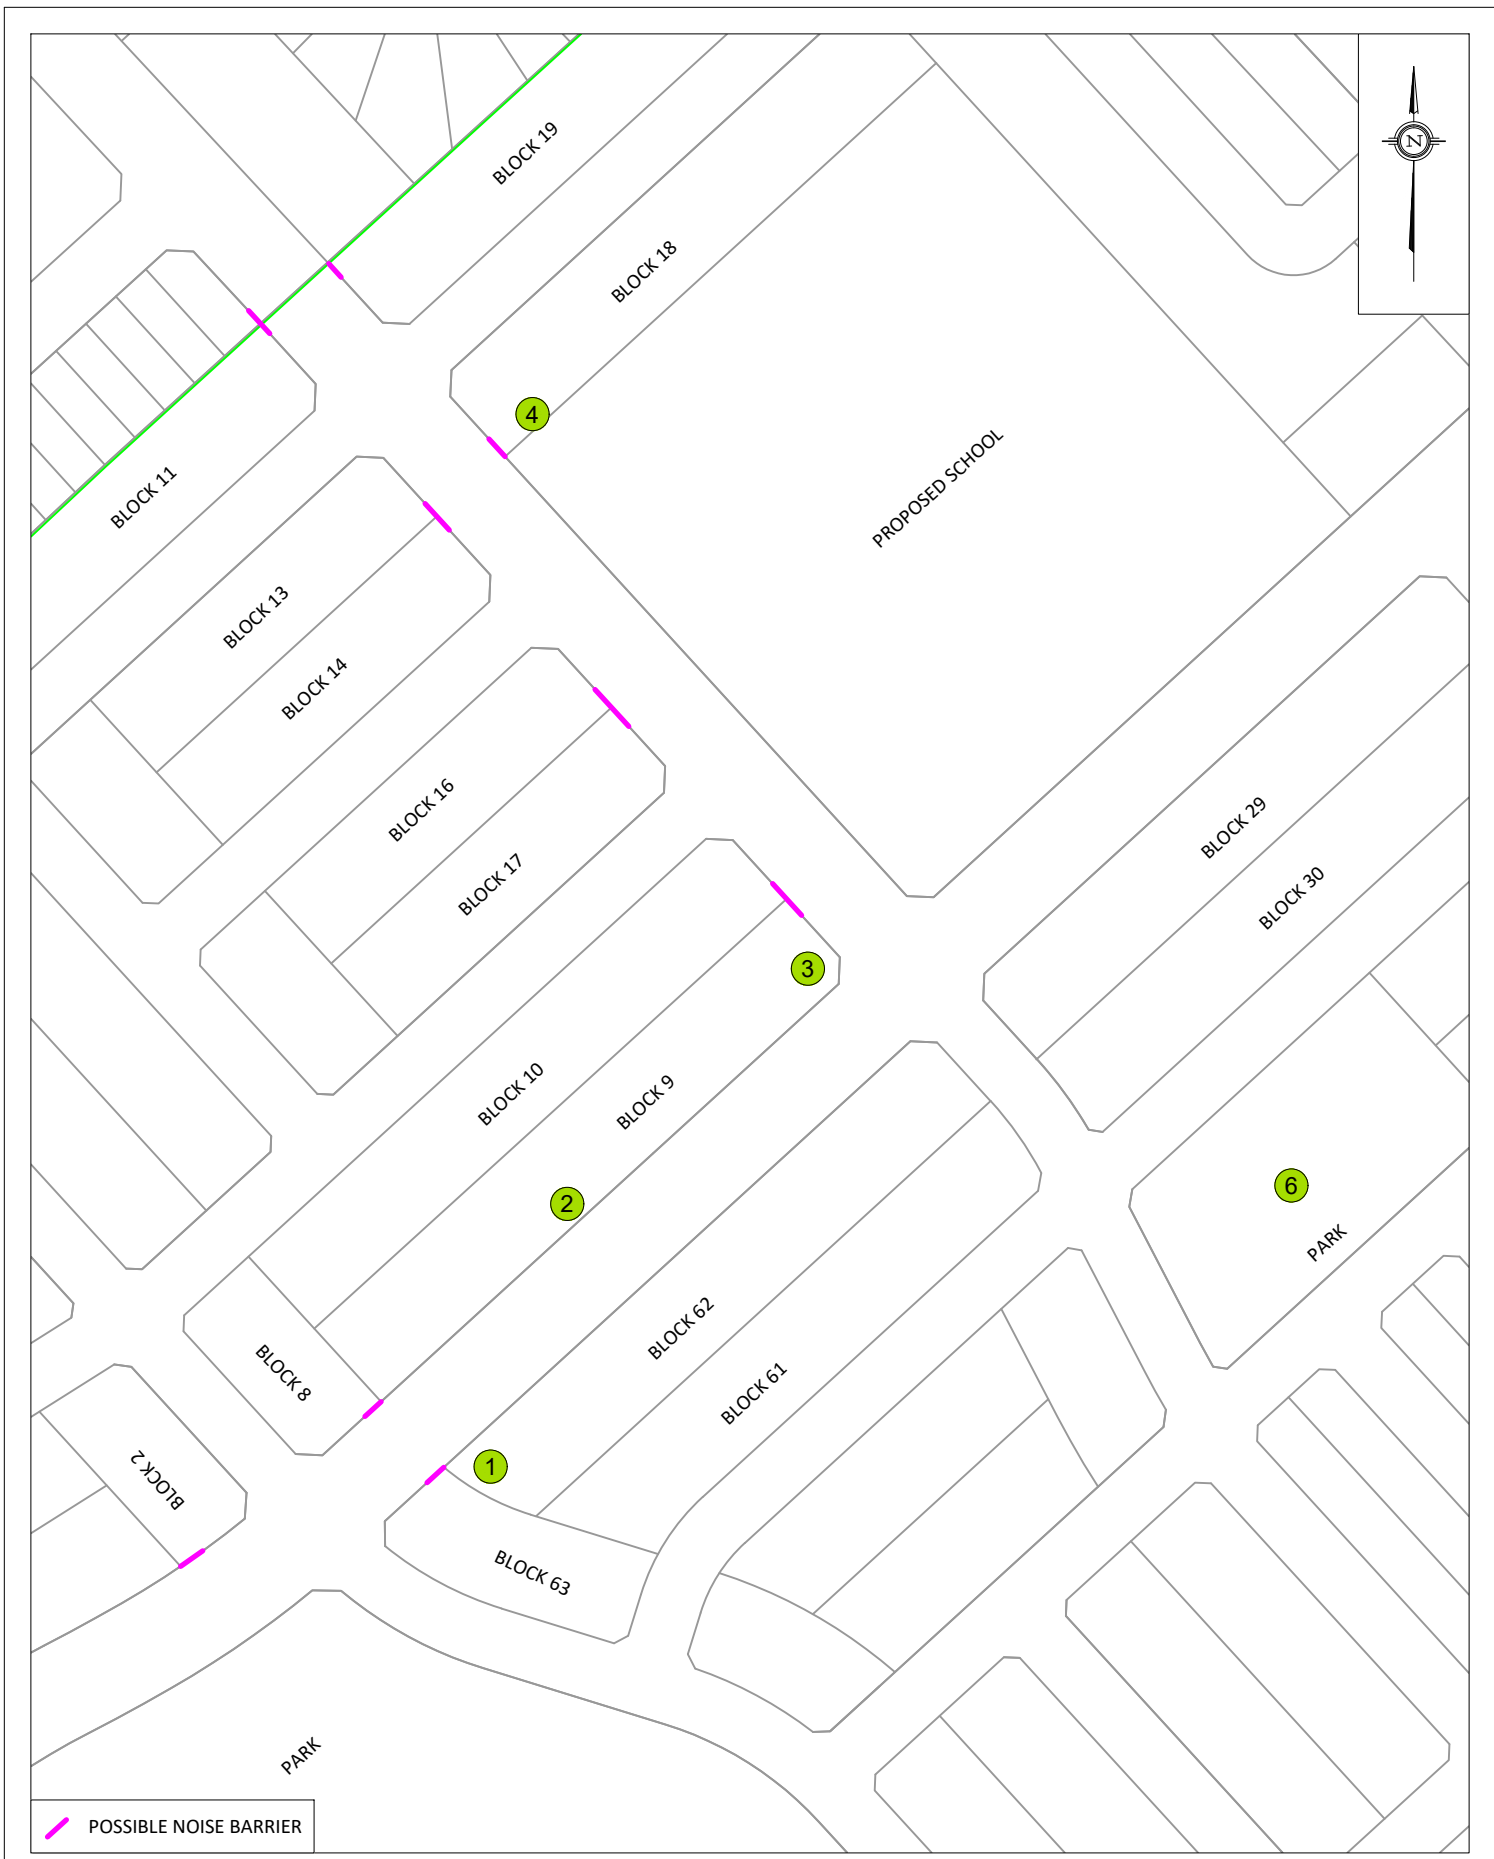 BLOCK 19
N
BLOCK 18
4
BLOCK 11
PROPOSED SCHOOL
BLOCK 13
BLOCK 14
BLOCK 16
BLOCK 17
BLOCK 29
BLOCK 30
3
BLOCK 10
BLOCK 9
2
6
PARK
BLOCK 62
BLOCK 8
BLOCK 61
BLOCK 2
1
BLOCK 63
PARK
POSSIBLE NOISE BARRIER